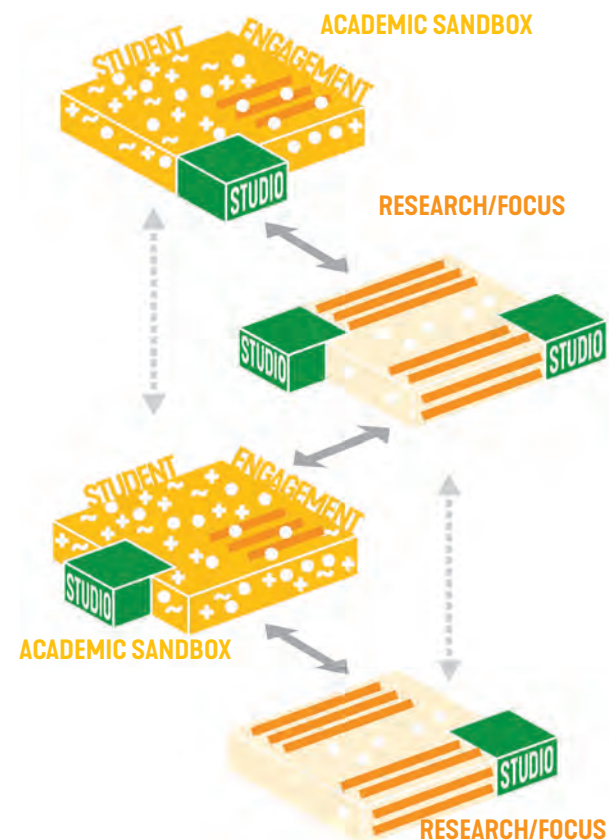 ACADEMIC SANDBOX
STUDENT ENGAGEMENT
STUDIO
RESEARCH/FOCUS
STUDIO
STUDIO
STUDENT ENGAGEMENT
STUDIO
ACADEMIC SANDBOX
STUDIO
RESEARCH/FOCUS